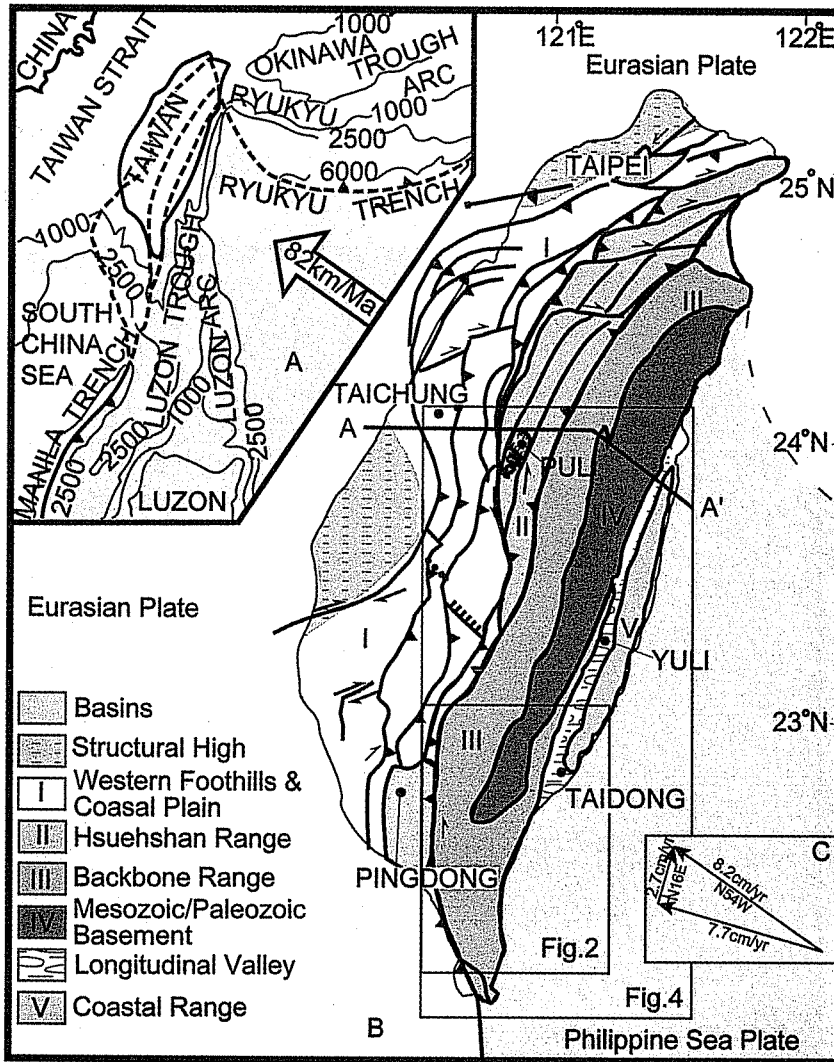 121°E
122°E
Eurasian Plate
CHINA
TAIWAN STRAIT
TAIWAN
1000
OKINAWA
TROUGH
ARC
RYUKYU
1000
2500
6000
RYUKYU
TRENCH
1000
2500
SOUTH
CHINA
SEA
MANILA TRENCH
2500
LUZON TROUGH
2500
1000
LUZON ARC
2500
LUZON
82km/Ma
A
TAIPEI
25°N
I
III
TAICHUNG
A
A
24°N
PULI
A'
II
IV
Eurasian Plate
I
V
YULI
23°N
III
TAIDONG
PINGDONG
Basins
Structural High
I Western Foothills &
Coasal Plain
II Hsuehshan Range
III Backbone Range
IV Mesozoic/Paleozoic
Basement
Longitudinal Valley
V Coastal Range
C
2.7cm/yr
N16E
8.2cm/yr
N54W
7.7cm/yr
Fig.2
Fig.4
B
Philippine Sea Plate